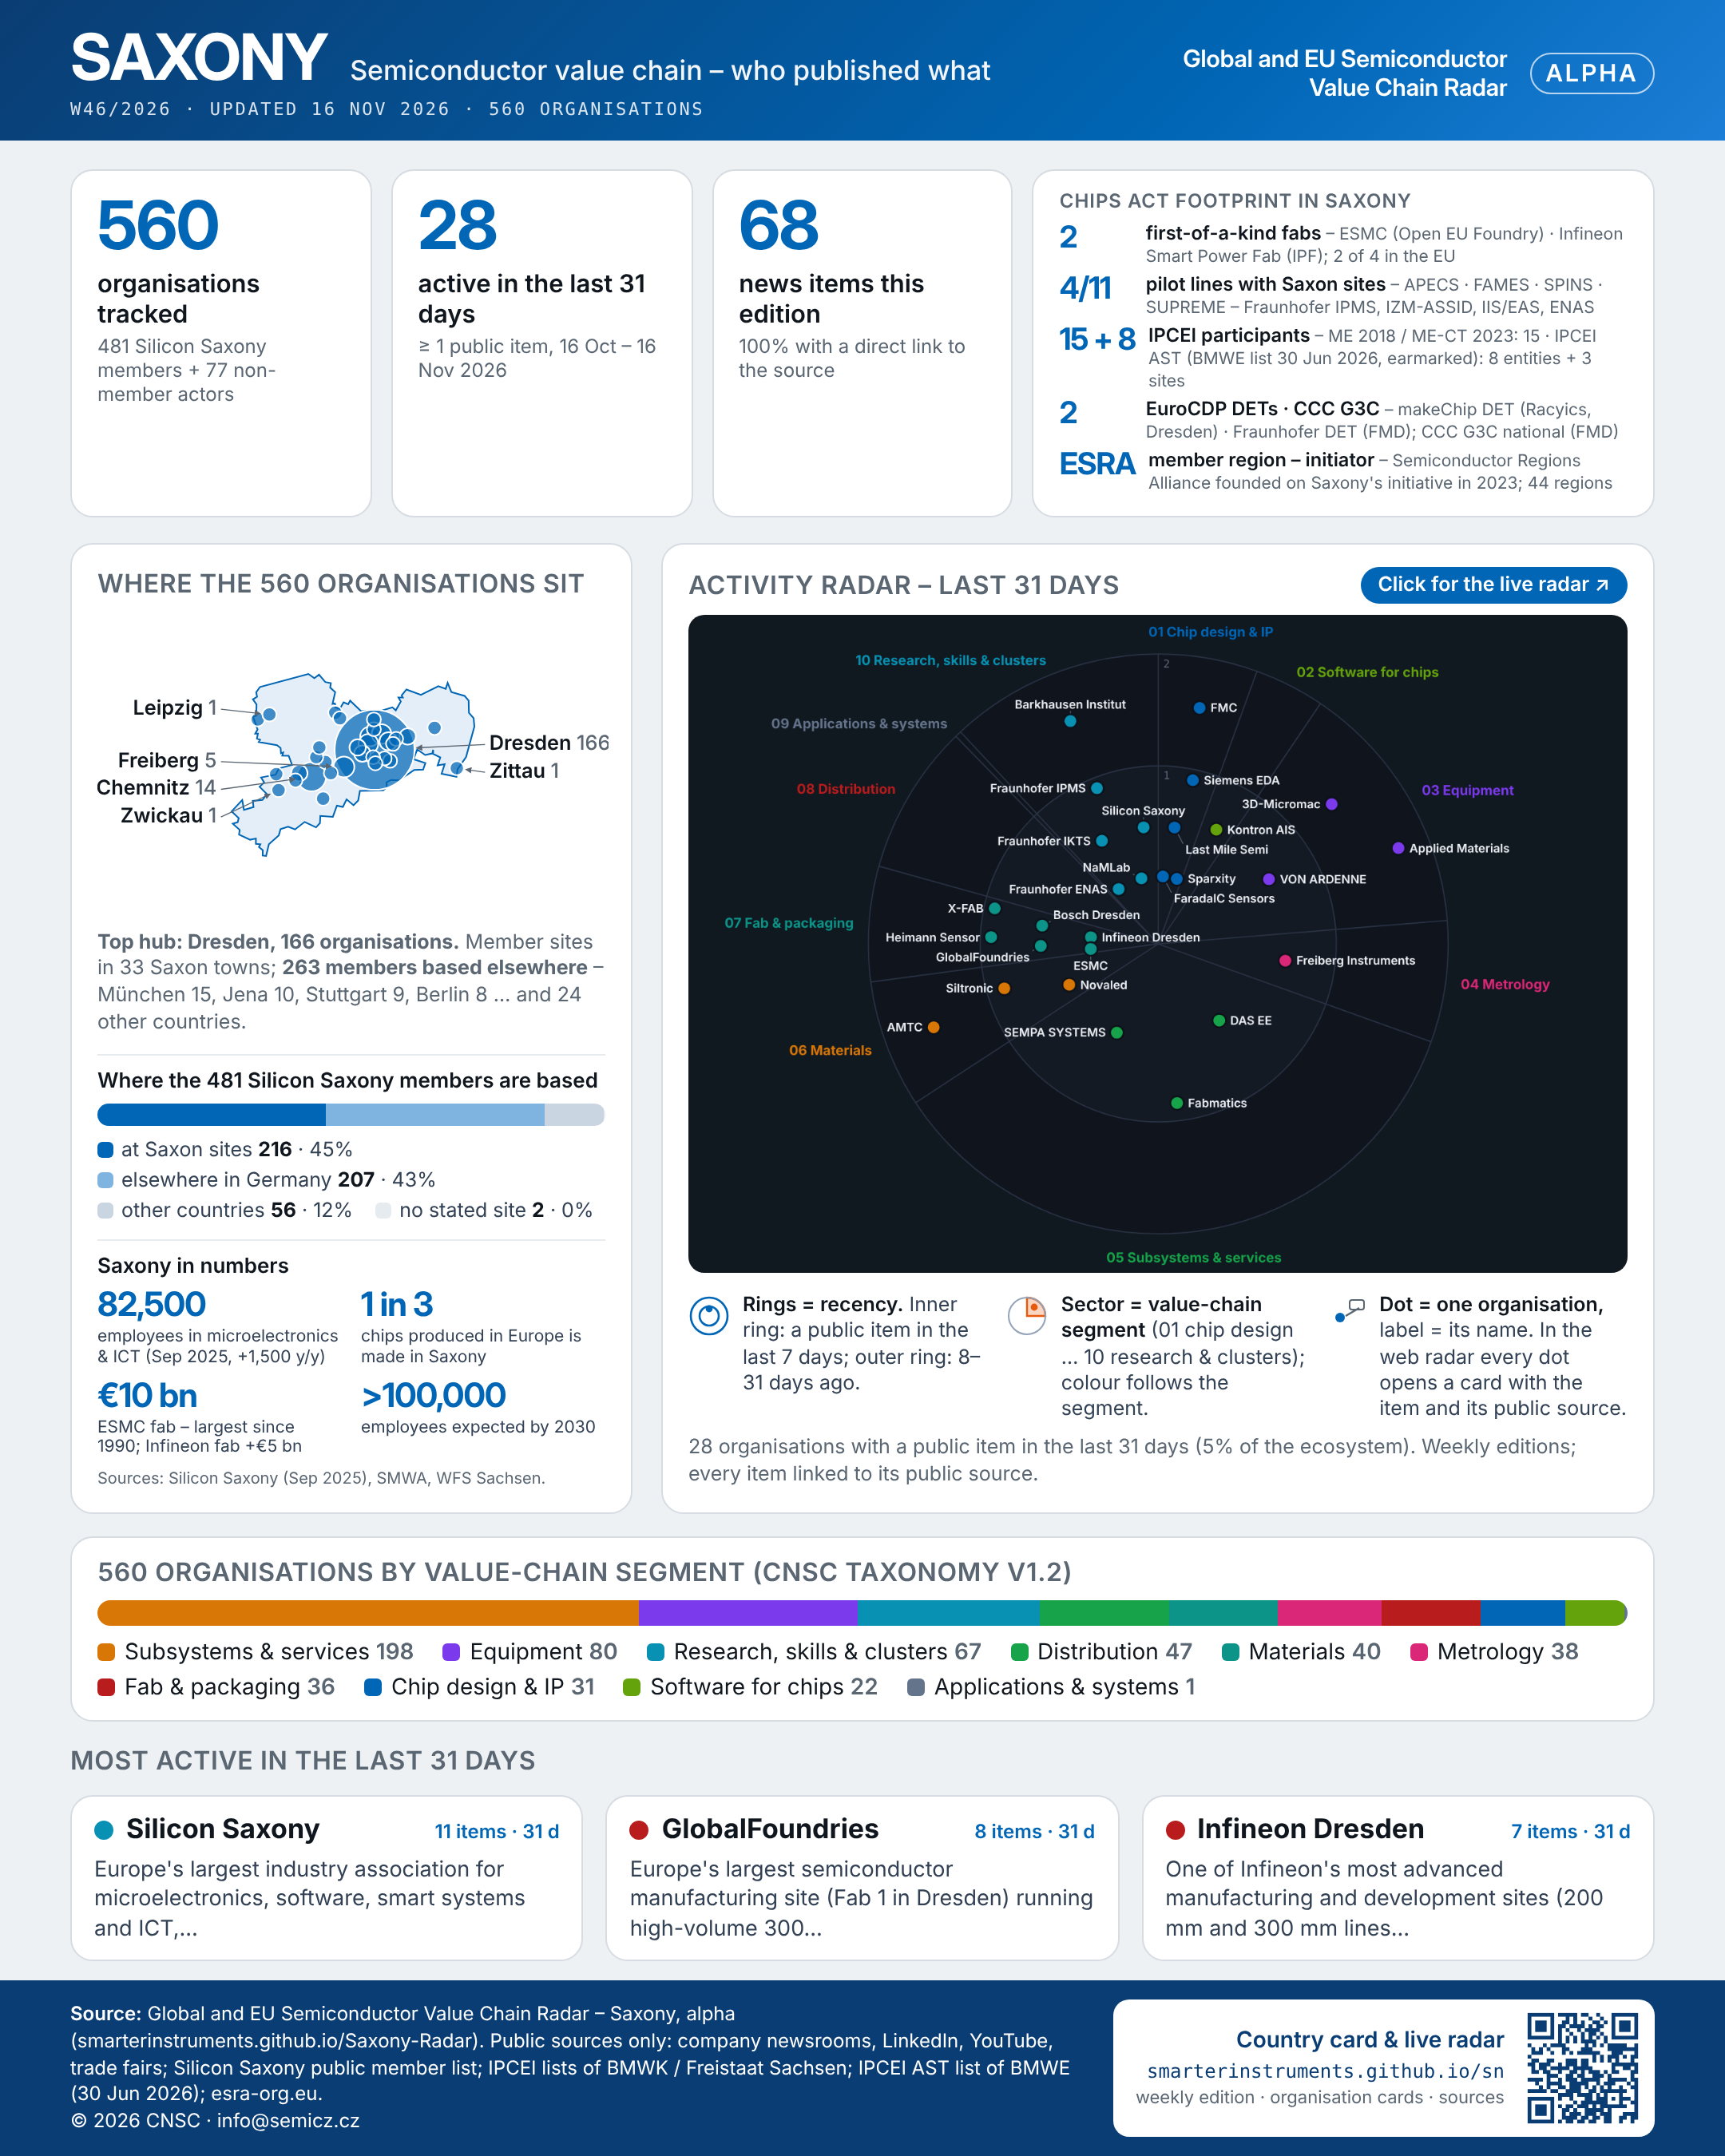 SAXONY Semiconductor value chain – who published what
W46/2026 · UPDATED 16 NOV 2026 · 560 ORGANISATIONS
Global and EU Semiconductor
Value Chain Radar
ALPHA
560
organisations
tracked
481 Silicon Saxony
members + 77 non-
member actors
28
active in the last 31
days
≥ 1 public item, 16 Oct – 16
Nov 2026
68
news items this
edition
100% with a direct link to
the source
CHIPS ACT FOOTPRINT IN SAXONY
2 first-of-a-kind fabs – ESMC (Open EU Foundry) · Infineon
Smart Power Fab (IPF); 2 of 4 in the EU
4/11 pilot lines with Saxon sites – APECS · FAMES · SPINS ·
SUPREME – Fraunhofer IPMS, IZM-ASSID, IIS/EAS, ENAS
15 + 8 IPCEI participants – ME 2018 / ME-CT 2023: 15 · IPCEI
AST (BMWE list 30 Jun 2026, earmarked): 8 entities + 3
sites
2 EuroCDP DETs · CCC G3C – makeChip DET (Racyics,
Dresden) · Fraunhofer DET (FMD); CCC G3C national (FMD)
ESRA member region – initiator – Semiconductor Regions
Alliance founded on Saxony's initiative in 2023; 44 regions
WHERE THE 560 ORGANISATIONS SIT
Leipzig 1
Freiberg 5
Chemnitz 14
Zwickau 1
Dresden 166
Zittau 1
Top hub: Dresden, 166 organisations. Member sites
in 33 Saxon towns; 263 members based elsewhere –
München 15, Jena 10, Stuttgart 9, Berlin 8 … and 24
other countries.
Where the 481 Silicon Saxony members are based
at Saxon sites 216 · 45%
elsewhere in Germany 207 · 43%
other countries 56 · 12% no stated site 2 · 0%
Saxony in numbers
82,500
employees in microelectronics
& ICT (Sep 2025, +1,500 y/y)
1 in 3
chips produced in Europe is
made in Saxony
€10 bn
ESMC fab – largest since
1990; Infineon fab +€5 bn
>100,000
employees expected by 2030
Sources: Silicon Saxony (Sep 2025), SMWA, WFS Sachsen.
ACTIVITY RADAR – LAST 31 DAYS
Click for the live radar ↗
01 Chip design & IP
10 Research, skills & clusters
2
02 Software for chips
Barkhausen Institut
FMC
09 Applications & systems
1
Siemens EDA
Fraunhofer IPMS
08 Distribution
03 Equipment
3D-Micromac
Silicon Saxony
Kontron AIS
Fraunhofer IKTS
Last Mile Semi
Applied Materials
NaMLab
Sparxity
VON ARDENNE
Fraunhofer ENAS
FaradaIC Sensors
X-FAB
Bosch Dresden
07 Fab & packaging
Heimann Sensor
Infineon Dresden
GlobalFoundries
ESMC
Freiberg Instruments
Siltronic
Novaled
04 Metrology
AMTC
SEMPA SYSTEMS
DAS EE
06 Materials
Fabmatics
05 Subsystems & services
Rings = recency. Inner
ring: a public item in the
last 7 days; outer ring: 8–
31 days ago.
Sector = value-chain
segment (01 chip design
… 10 research & clusters);
colour follows the
segment.
Dot = one organisation,
label = its name. In the
web radar every dot
opens a card with the
item and its public source.
28 organisations with a public item in the last 31 days (5% of the ecosystem). Weekly editions;
every item linked to its public source.
560 ORGANISATIONS BY VALUE-CHAIN SEGMENT (CNSC TAXONOMY V1.2)
Subsystems & services 198 Equipment 80 Research, skills & clusters 67 Distribution 47 Materials 40 Metrology 38
Fab & packaging 36 Chip design & IP 31 Software for chips 22 Applications & systems 1
MOST ACTIVE IN THE LAST 31 DAYS
Silicon Saxony 11 items · 31 d
Europe's largest industry association for
microelectronics, software, smart systems
and ICT,…
GlobalFoundries 8 items · 31 d
Europe's largest semiconductor
manufacturing site (Fab 1 in Dresden) running
high-volume 300…
Infineon Dresden 7 items · 31 d
One of Infineon's most advanced
manufacturing and development sites (200
mm and 300 mm lines…
Source: Global and EU Semiconductor Value Chain Radar – Saxony, alpha
(smarterinstruments.github.io/Saxony-Radar). Public sources only: company newsrooms, LinkedIn, YouTube,
trade fairs; Silicon Saxony public member list; IPCEI lists of BMWK / Freistaat Sachsen; IPCEI AST list of BMWE
(30 Jun 2026); esra-org.eu.
© 2026 CNSC · info@semicz.cz
Country card & live radar
smarterinstruments.github.io/sn
weekly edition · organisation cards · sources